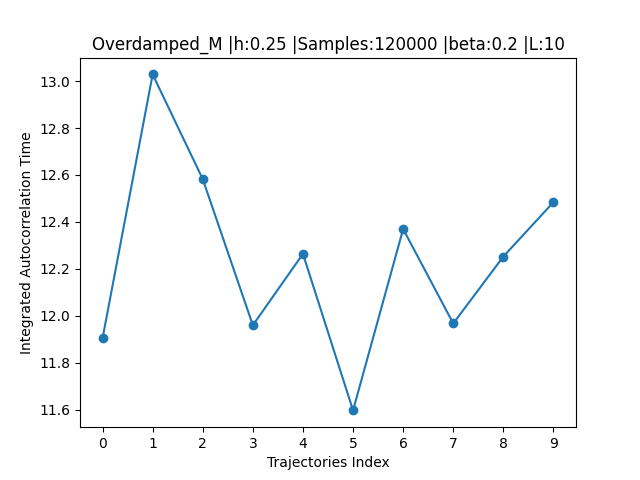 Overdamped_M |h:0.25 |Samples:120000 |beta:0.2 |L:10
Integrated Autocorrelation Time
13.0
12.8
12.6
12.4
12.2
12.0
11.8
11.6
0 1 2 3 4 5 6 7 8 9
Trajectories Index